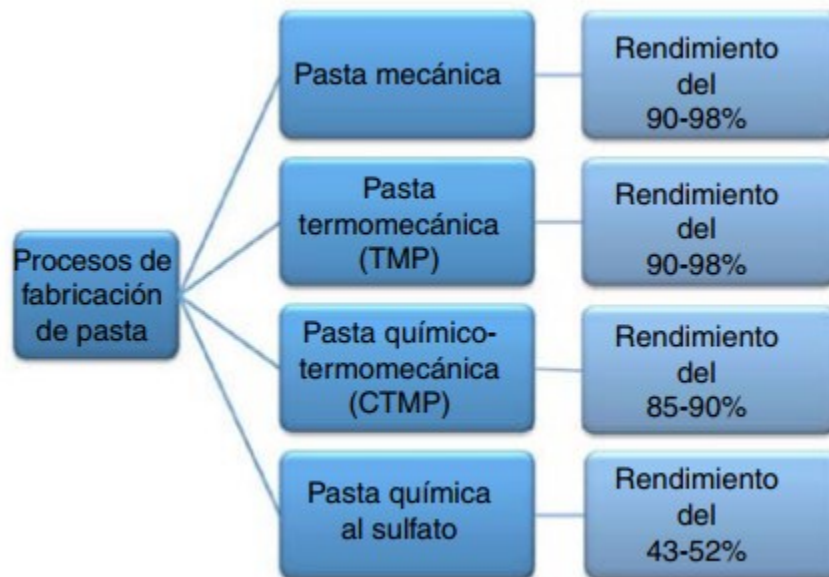 Procesos de
fabricación
de pasta
Pasta mecánica
Rendimiento
del
90-98%
Pasta
termomecánica
(TMP)
Rendimiento
del
90-98%
Pasta químico-
termomecánica
(CTMP)
Rendimiento
del
85-90%
Pasta química
al sulfato
Rendimiento
del
43-52%